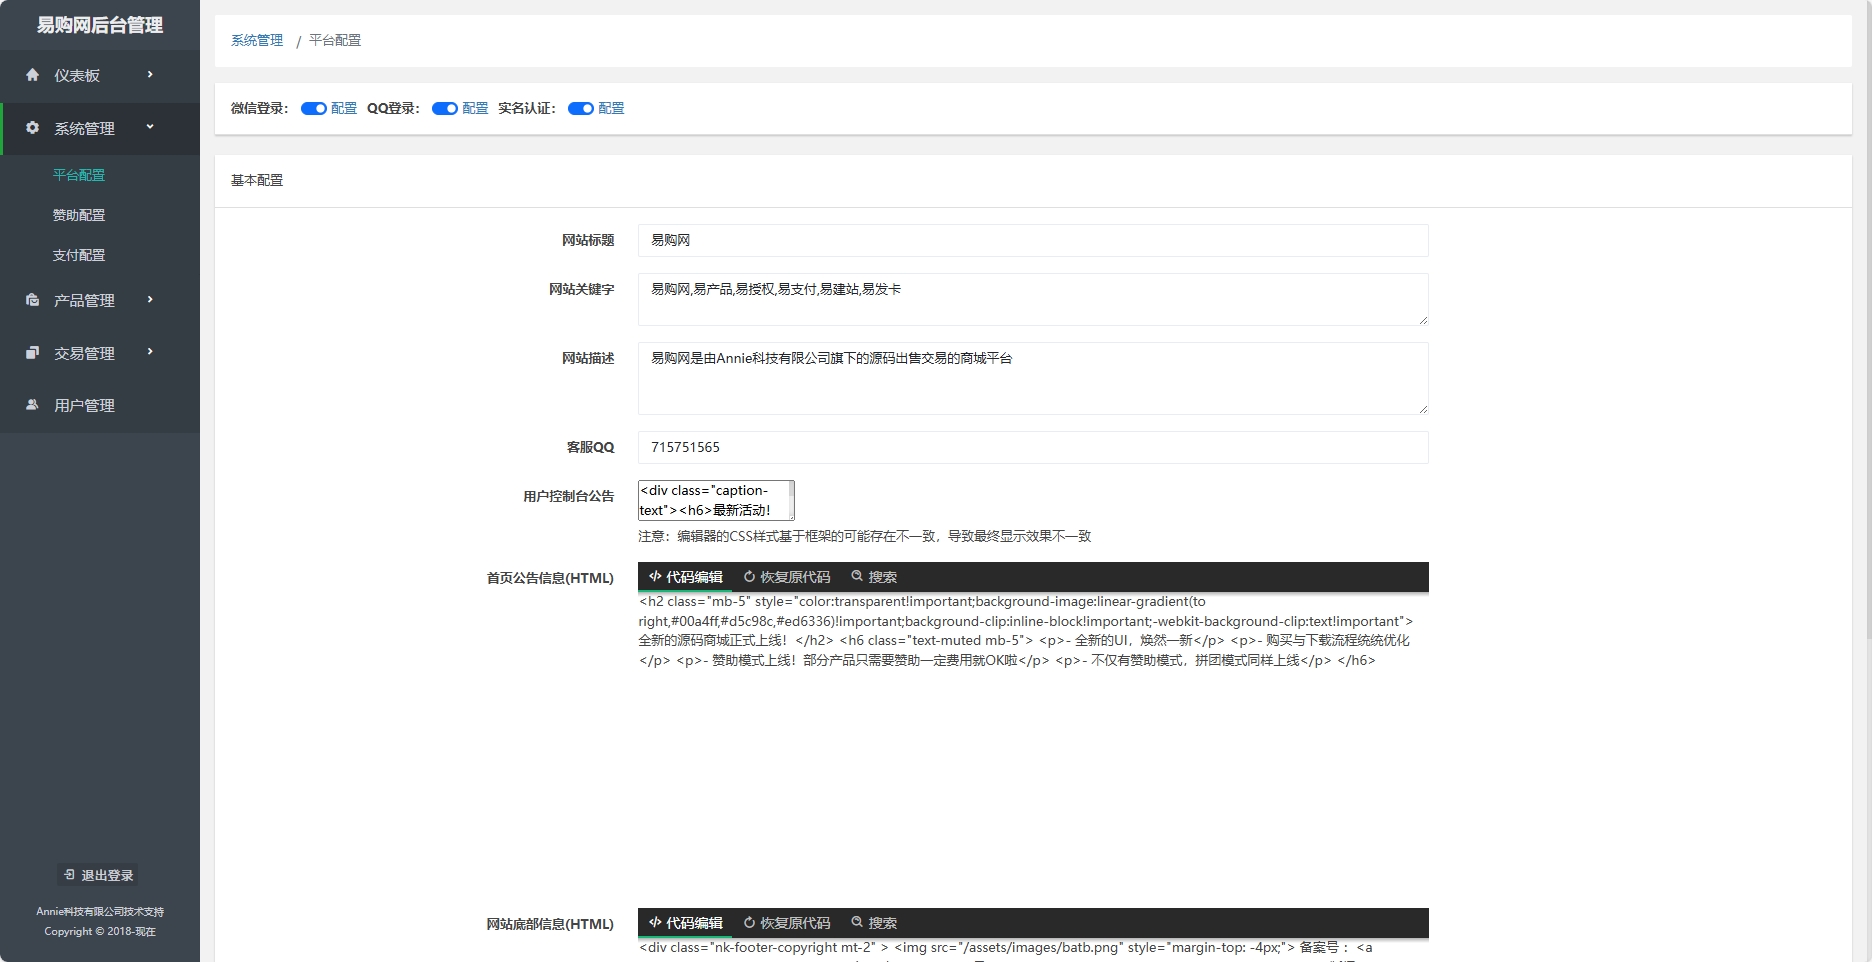 易购网后台管理
仪表板
系统管理
平台配置
赞助配置
支付配置
产品管理
交易管理
用户管理
退出登录
Annie科技有限公司技术支持
Copyright © 2018-现在
系统管理 / 平台配置
微信登录： 配置 QQ登录： 配置 实名认证： 配置
基本配置
网站标题 易购网
网站关键字 易购网,易产品,易授权,易支付,易建站,易发卡
网站描述 易购网是由Annie科技有限公司旗下的源码出售交易的商城平台
客服QQ 715751565
用户控制台公告 <div class="caption-
text"><h6>最新活动!
注意：编辑器的CSS样式基于框架的可能存在不一致，导致最终显示效果不一致
首页公告信息(HTML) 代码编辑 恢复原代码 搜索
<h2 class="mb-5" style="color:transparent!important;background-image:linear-gradient(to
right,#00a4ff,#d5c98c,#ed6336)!important;background-clip:inline-block!important;-webkit-background-clip:text!important">
全新的源码商城正式上线！</h2> <h6 class="text-muted mb-5"> <p>- 全新的UI，焕然一新</p> <p>- 购买与下载流程统统优化
</p> <p>- 赞助模式上线！部分产品只需要赞助一定费用就OK啦</p> <p>- 不仅有赞助模式，拼团模式同样上线</p> </h6>
网站底部信息(HTML) 代码编辑 恢复原代码 搜索
<div class="nk-footer-copyright mt-2" > <img src="/assets/images/batb.png" style="margin-top: -4px;"> 备案号 : <a